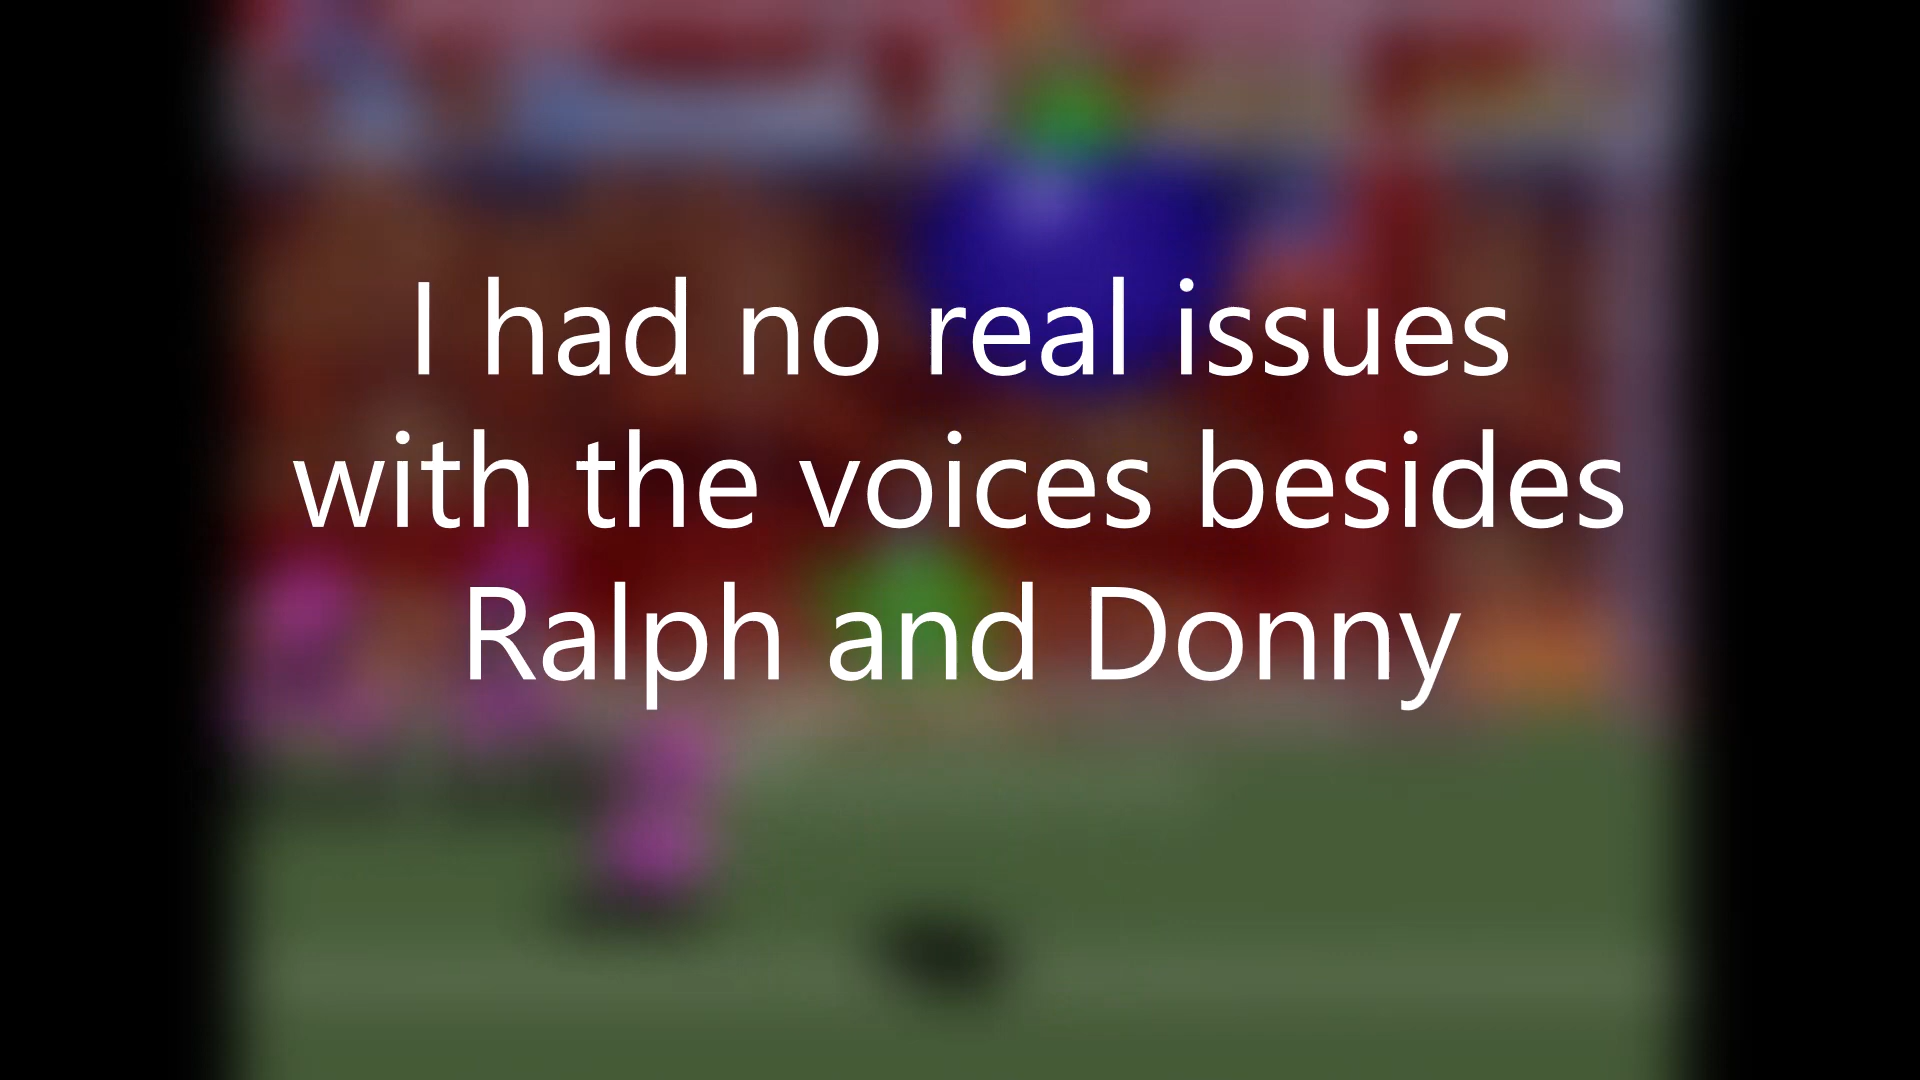 I had no real issues
with the voices besides
Ralph and Donny